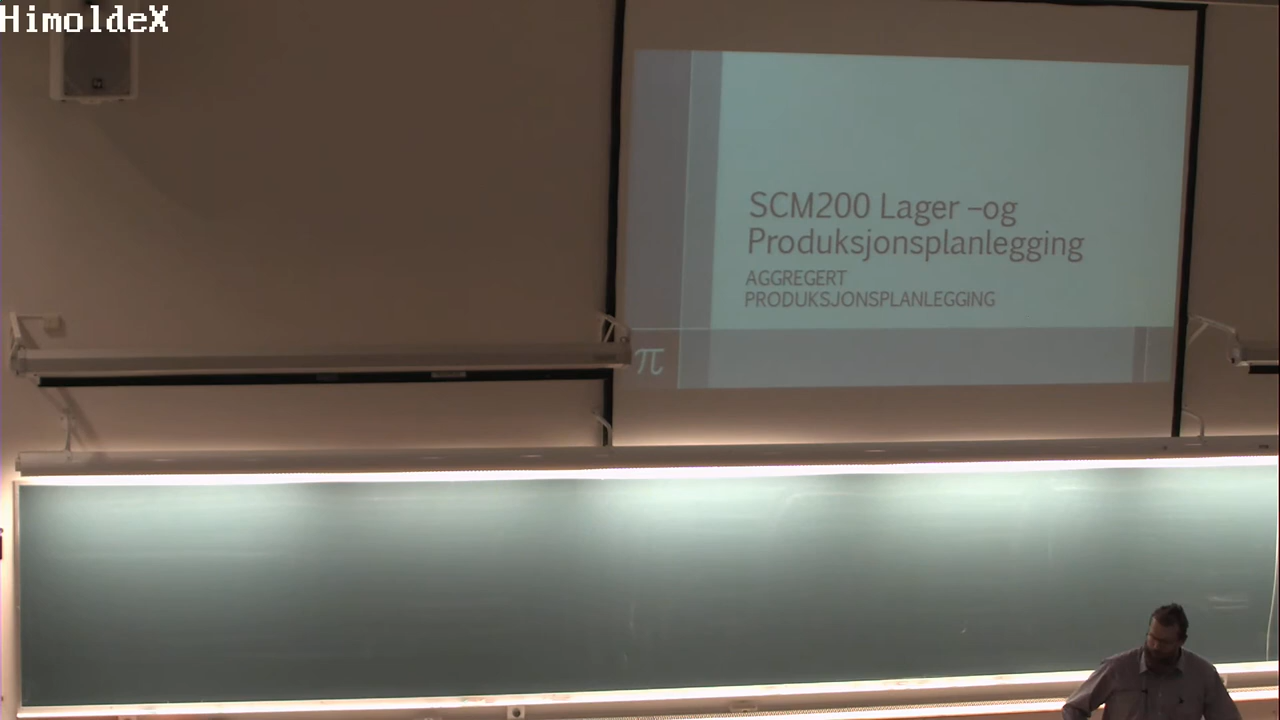 HimoldeX
SCM200 Lager –og
Produksjonsplanlegging
AGGREGERT
PRODUKSJONSPLANLEGGING
π